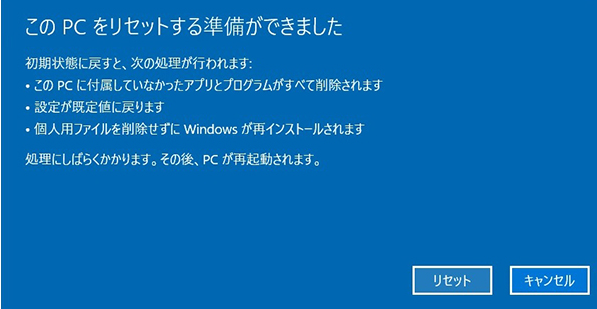 この PC をリセットする準備ができました
初期状態に戻すと、次の処理が行われます:
• この PC に付属していなかったアプリとプログラムがすべて削除されます
• 設定が既定値に戻ります
• 個人用ファイルを削除せずに Windows が再インストールされます
処理にしばらくかかります。その後、PC が再起動されます。
リセット
キャンセル